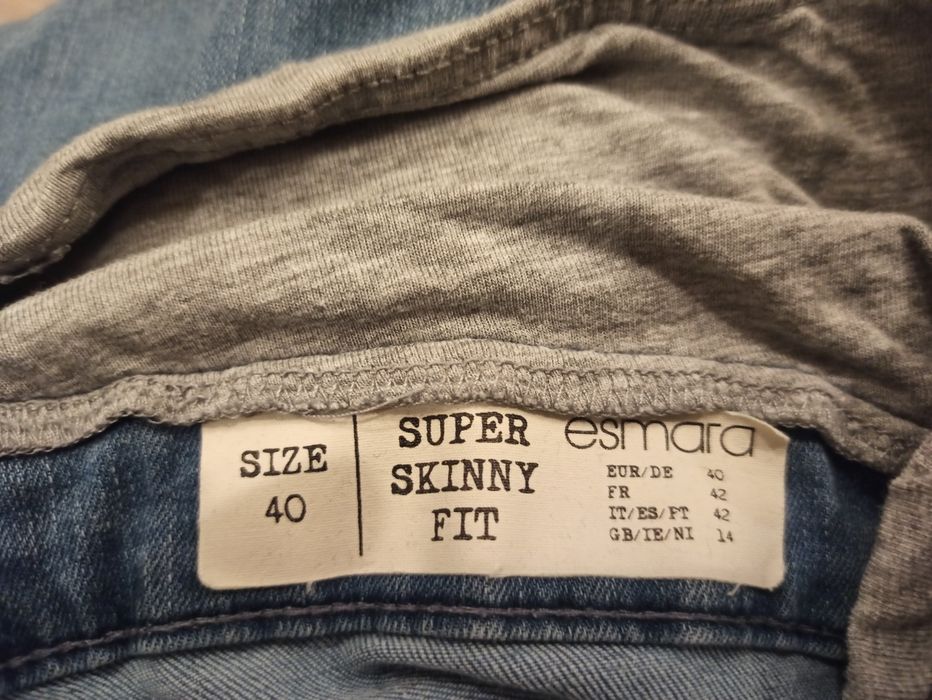 SIZE
40
SUPER
SKINNY
FIT
esmara
EUR/DE 40
FR 42
IT/ES/PT 42
GB/IE/NI 14